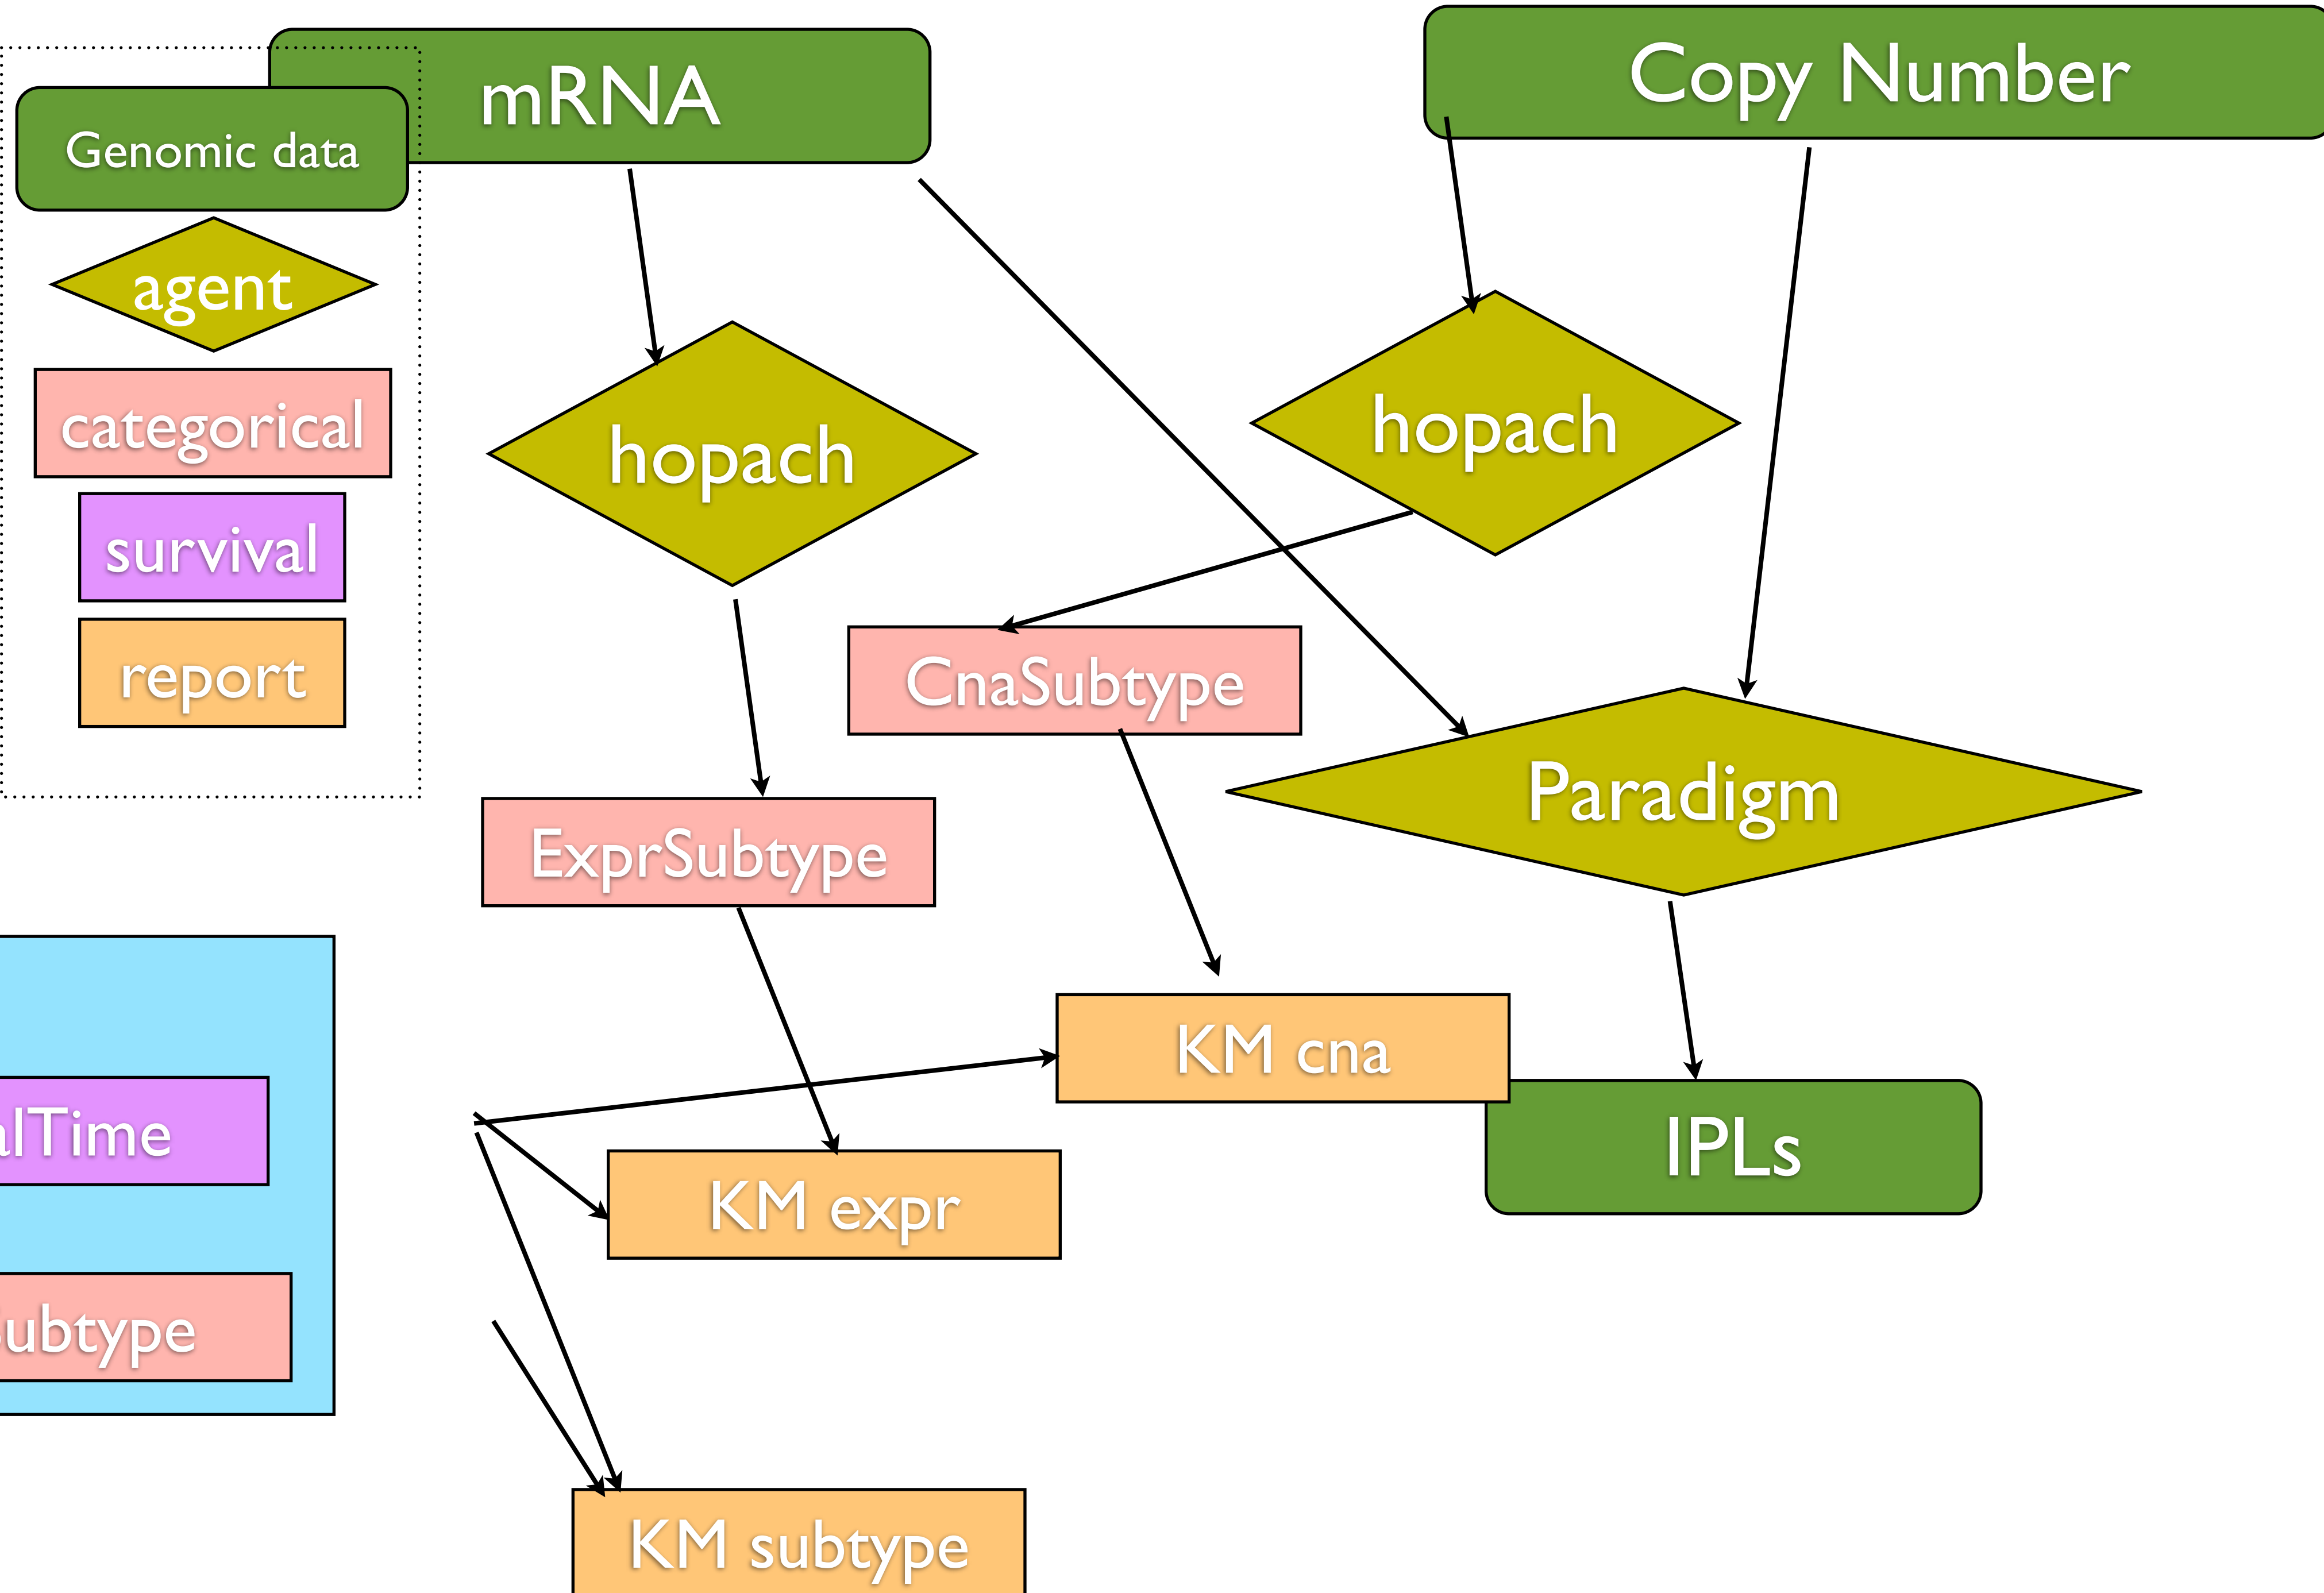 mRNA
Copy Number
Genomic data
agent
categorical
survival
report
hopach
hopach
CnaSubtype
Paradigm
ExprSubtype
KM cna
alTime
IPLs
KM expr
ubtype
KM subtype